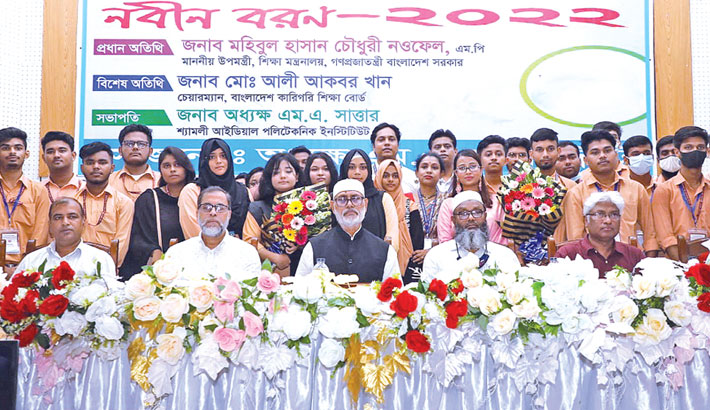 নবীন বরণ-২০২২
প্রধান অতিথি জনাব মহিবুল হাসান চৌধুরী নওফেল, এম.পি
মাননীয় উপমন্ত্রী, শিক্ষা মন্ত্রনালয়, গণপ্রজাতন্ত্রী বাংলাদেশ সরকার
বিশেষ অতিথি জনাব মোঃ আলী আকবর খান
চেয়ারম্যান, বাংলাদেশ কারিগরি শিক্ষা বোর্ড
সভাপতি জনাব অধ্যক্ষ এম.এ. সাত্তার
শ্যামলী আইডিয়াল পলিটেকনিক ইনস্টিটিউট